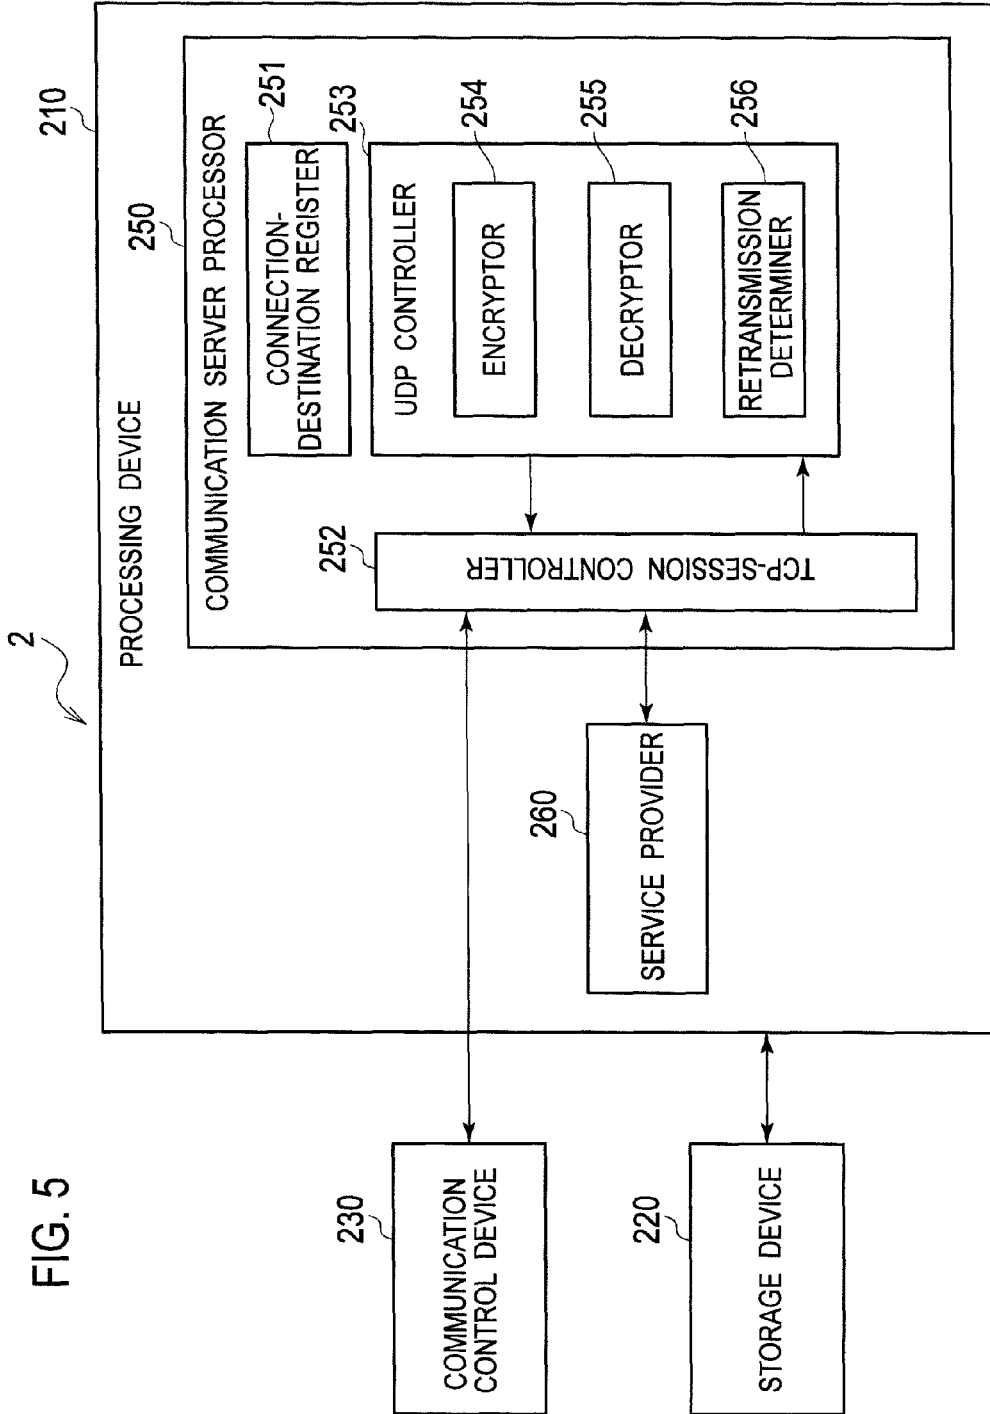 FIG. 5
2
210
PROCESSING DEVICE
250
COMMUNICATION SERVER PROCESSOR
251
CONNECTION-
DESTINATION REGISTER
253
UDP CONTROLLER
254
ENCRYPTOR
255
DECRYPTOR
256
RETRANSMISSION
DETERMINER
252
TCP-SESSION CONTROLLER
260
SERVICE PROVIDER
230
COMMUNICATION
CONTROL DEVICE
220
STORAGE DEVICE